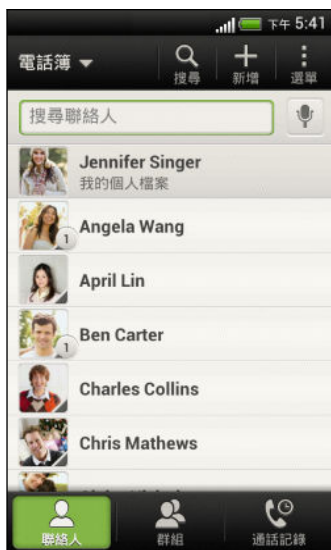 下午 5:41
電話簿
搜尋
新增
選單
搜尋聯絡人
Jennifer Singer
我的個人檔案
Angela Wang
1
April Lin
Ben Carter
1
Charles Collins
Chris Mathews
聯絡人
群組
通話記錄